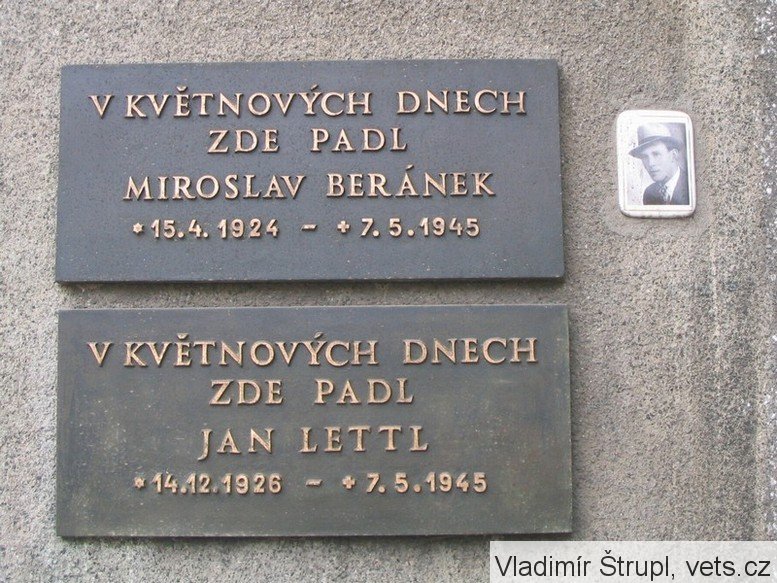 V KVĚTNOVÝCH DNECH
ZDE PADL
MIROSLAV BERÁNEK
*15.4.1924 - +7.5.1945
V KVĚTNOVÝCH DNECH
ZDE PADL
JAN LETTL
*14.12.1926 - +7.5.1945
Vladimír Štrupl, vets.cz